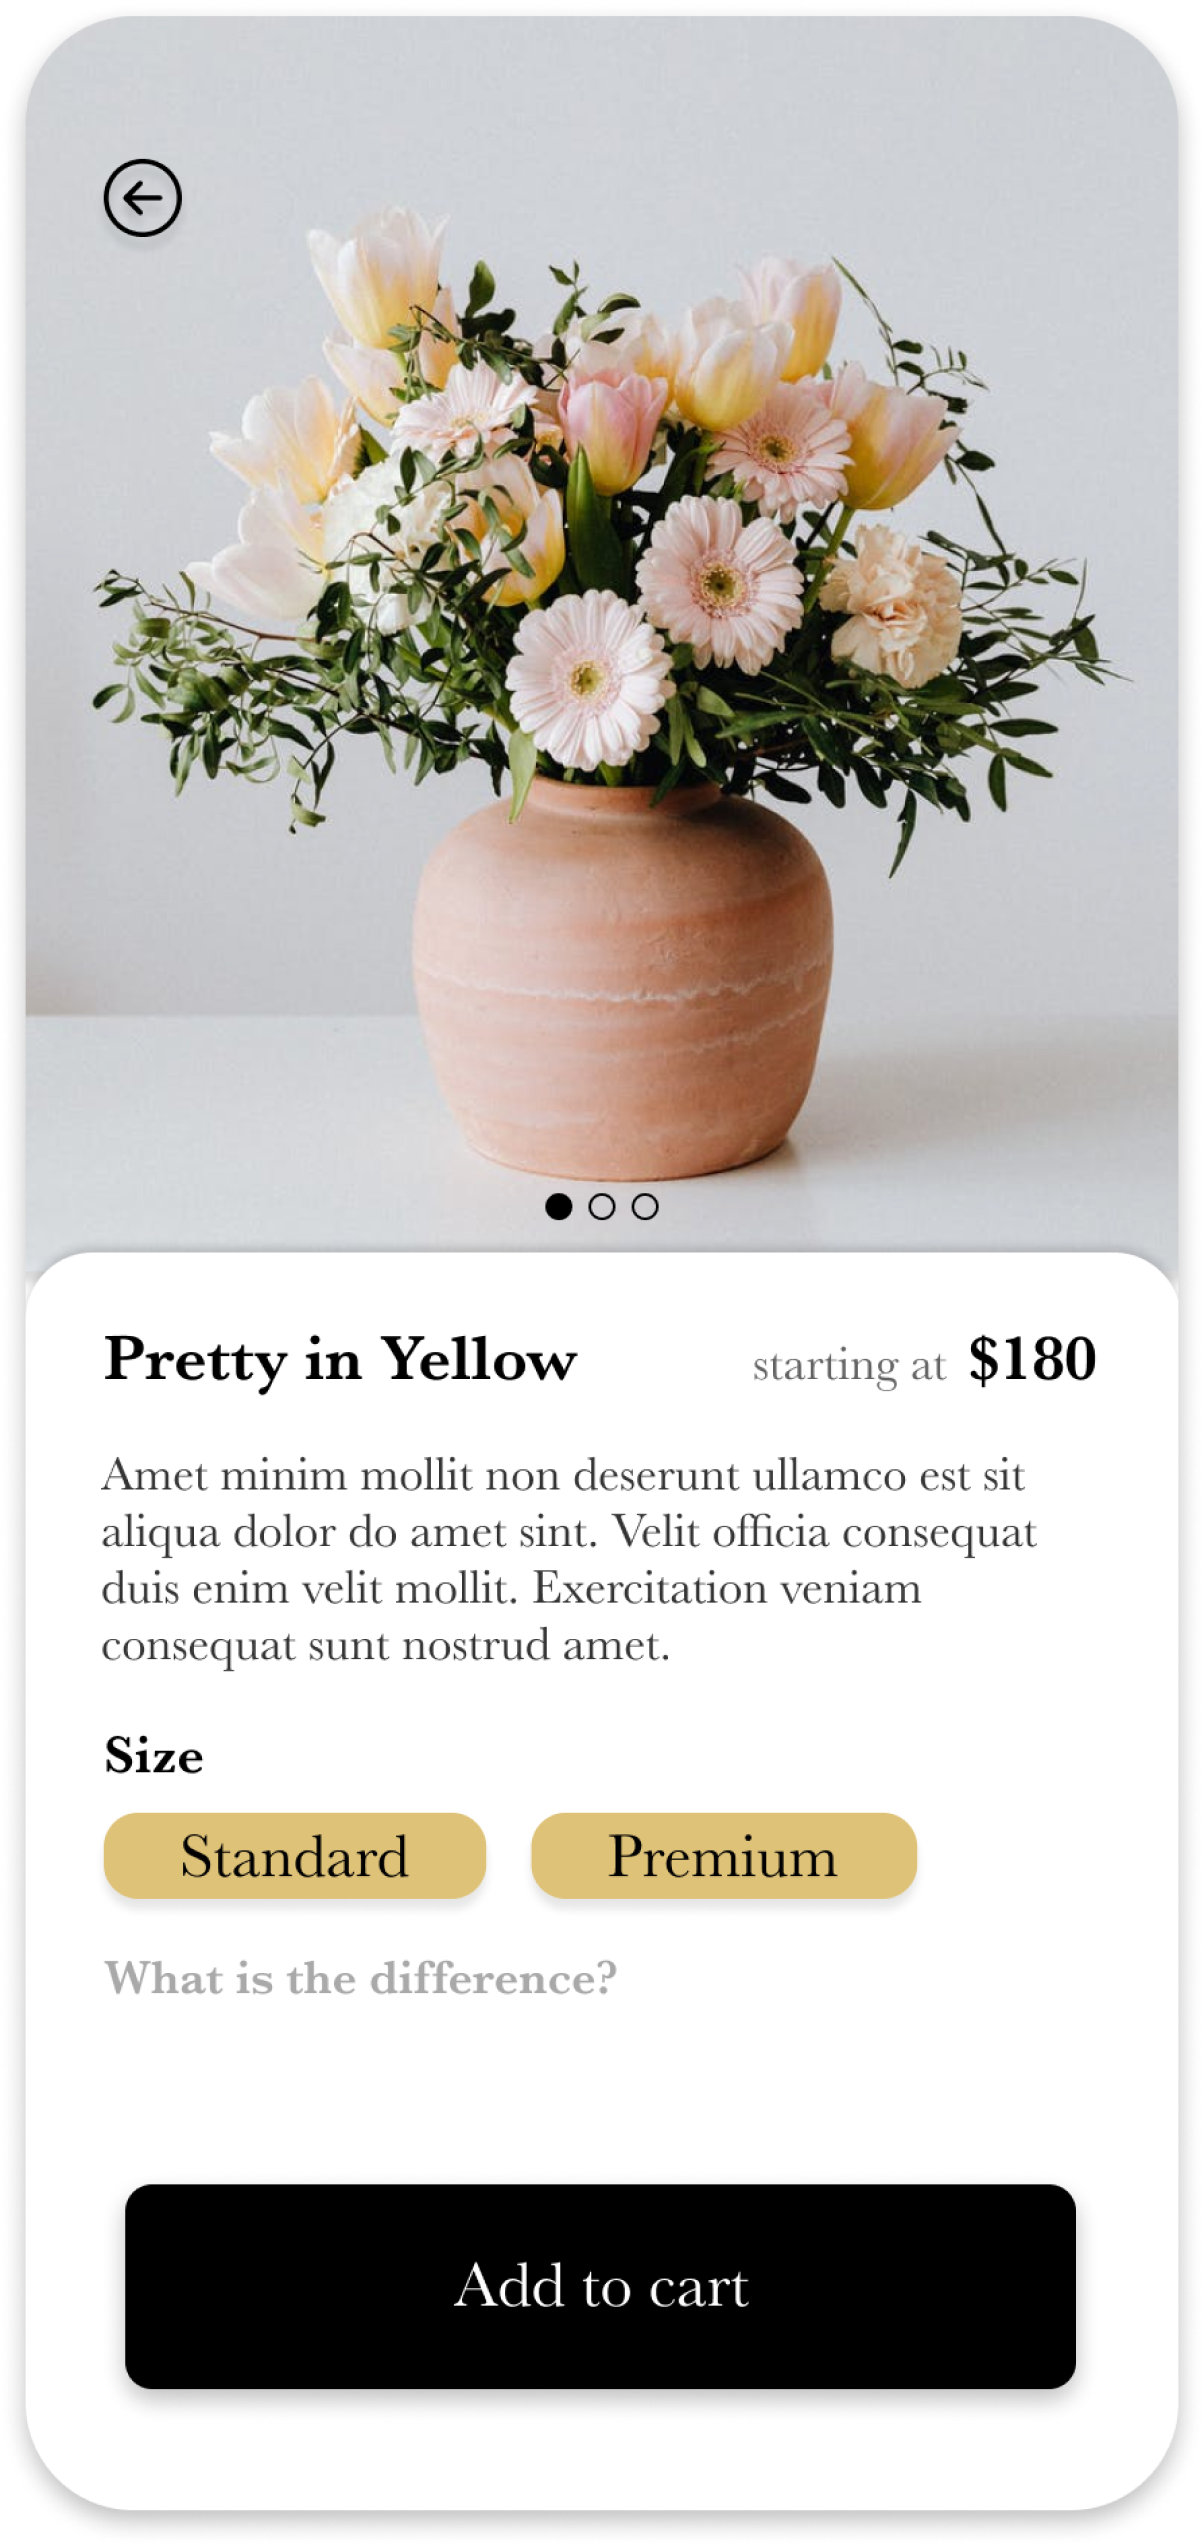 Pretty in Yellow starting at $180
Amet minim mollit non deserunt ullamco est sit
aliqua dolor do amet sint. Velit officia consequat
duis enim velit mollit. Exercitation veniam
consequat sunt nostrud amet.
Size
Standard Premium
What is the difference?
Add to cart